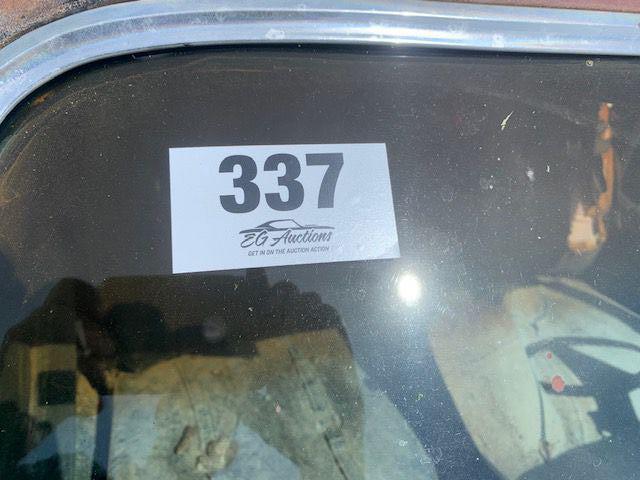 337
EG Auctions
GET IN ON THE AUCTION ACTION